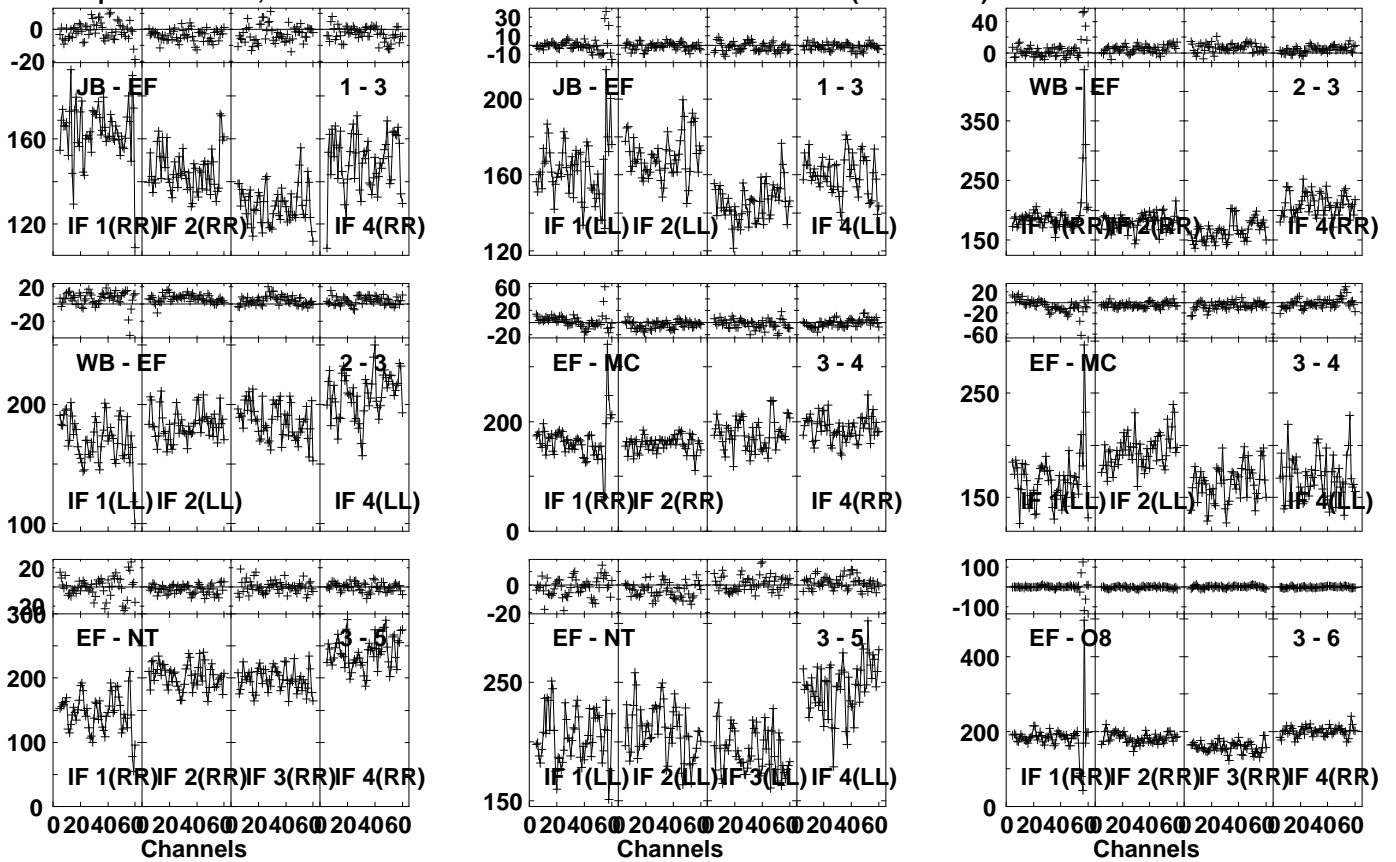 0
-20
JB - EF 1 - 3
160
120
IF 1(RR) IF 2(RR) IF 4(RR)
30
10
-10
JB - EF 1 - 3
200
160
120
IF 1(LL) IF 2(LL) IF 4(LL)
40
0
WB - EF 2 - 3
350
250
150
IF 1(RR) IF 2(RR) IF 4(RR)
20
-20
WB - EF 2 - 3
200
100
IF 1(LL) IF 2(LL) IF 4(LL)
60
20
-20
EF - MC 3 - 4
200
0
IF 1(RR) IF 2(RR) IF 4(RR)
20
-20
-60
EF - MC 3 - 4
250
150
IF 1(LL) IF 2(LL) IF 4(LL)
20
300
EF - NT 3 - 5
200
100
0
IF 1(RR) IF 2(RR) IF 3(RR) IF 4(RR)
0
-20
EF - NT 3 - 5
250
150
IF 1(LL) IF 2(LL) IF 3(LL) IF 4(LL)
100
-100
EF - O8 3 - 6
400
200
0
IF 1(RR) IF 2(RR) IF 3(RR) IF 4(RR)
0 20 40 60 0 20 40 60 0 20 40 60 0 20 40 60
Channels
0 20 40 60 0 20 40 60 0 20 40 60 0 20 40 60
Channels
0 20 40 60 0 20 40 60 0 20 40 60 0 20 40 60
Channels